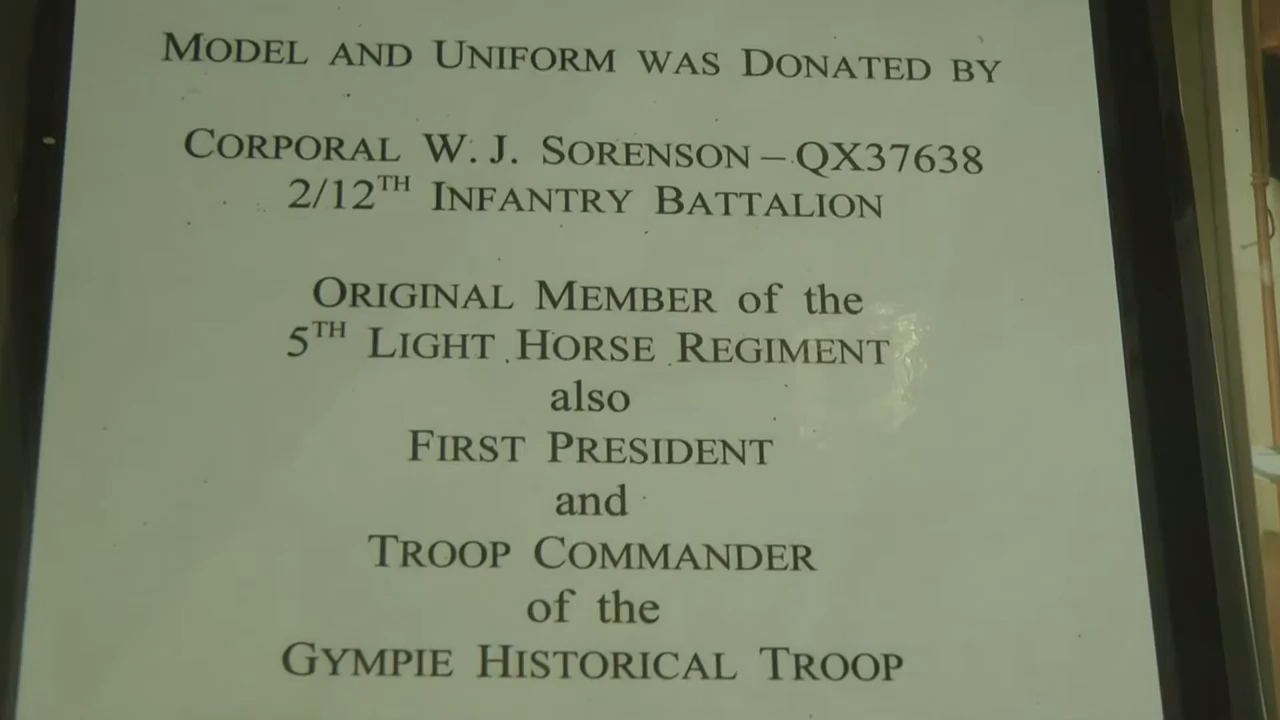 MODEL AND UNIFORM WAS DONATED BY
CORPORAL W. J. SORENSON – QX37638
2/12TH INFANTRY BATTALION
ORIGINAL MEMBER of the
5TH LIGHT HORSE REGIMENT
also
FIRST PRESIDENT
and
TROOP COMMANDER
of the
GYMPIE HISTORICAL TROOP